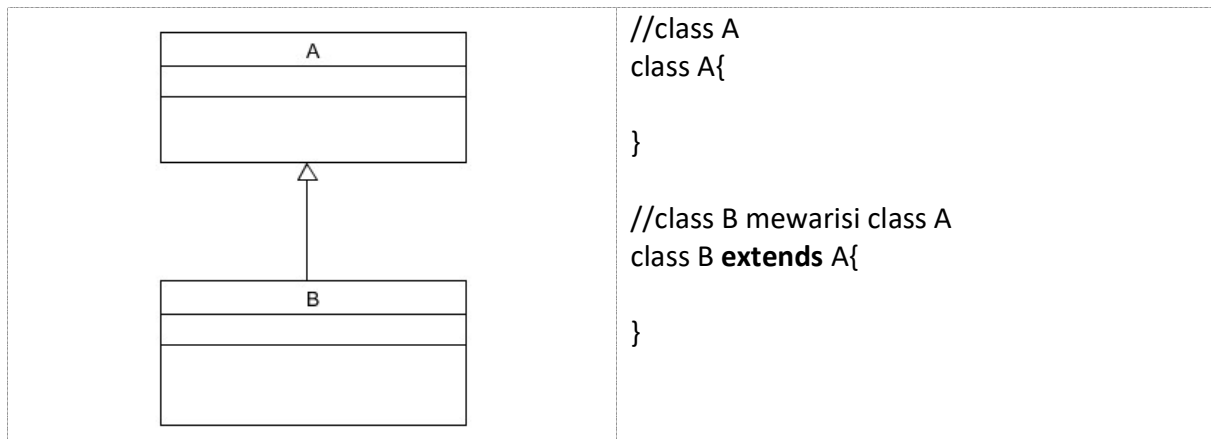 A
B
//class A
class A{
}
//class B mewarisi class A
class B extends A{
}